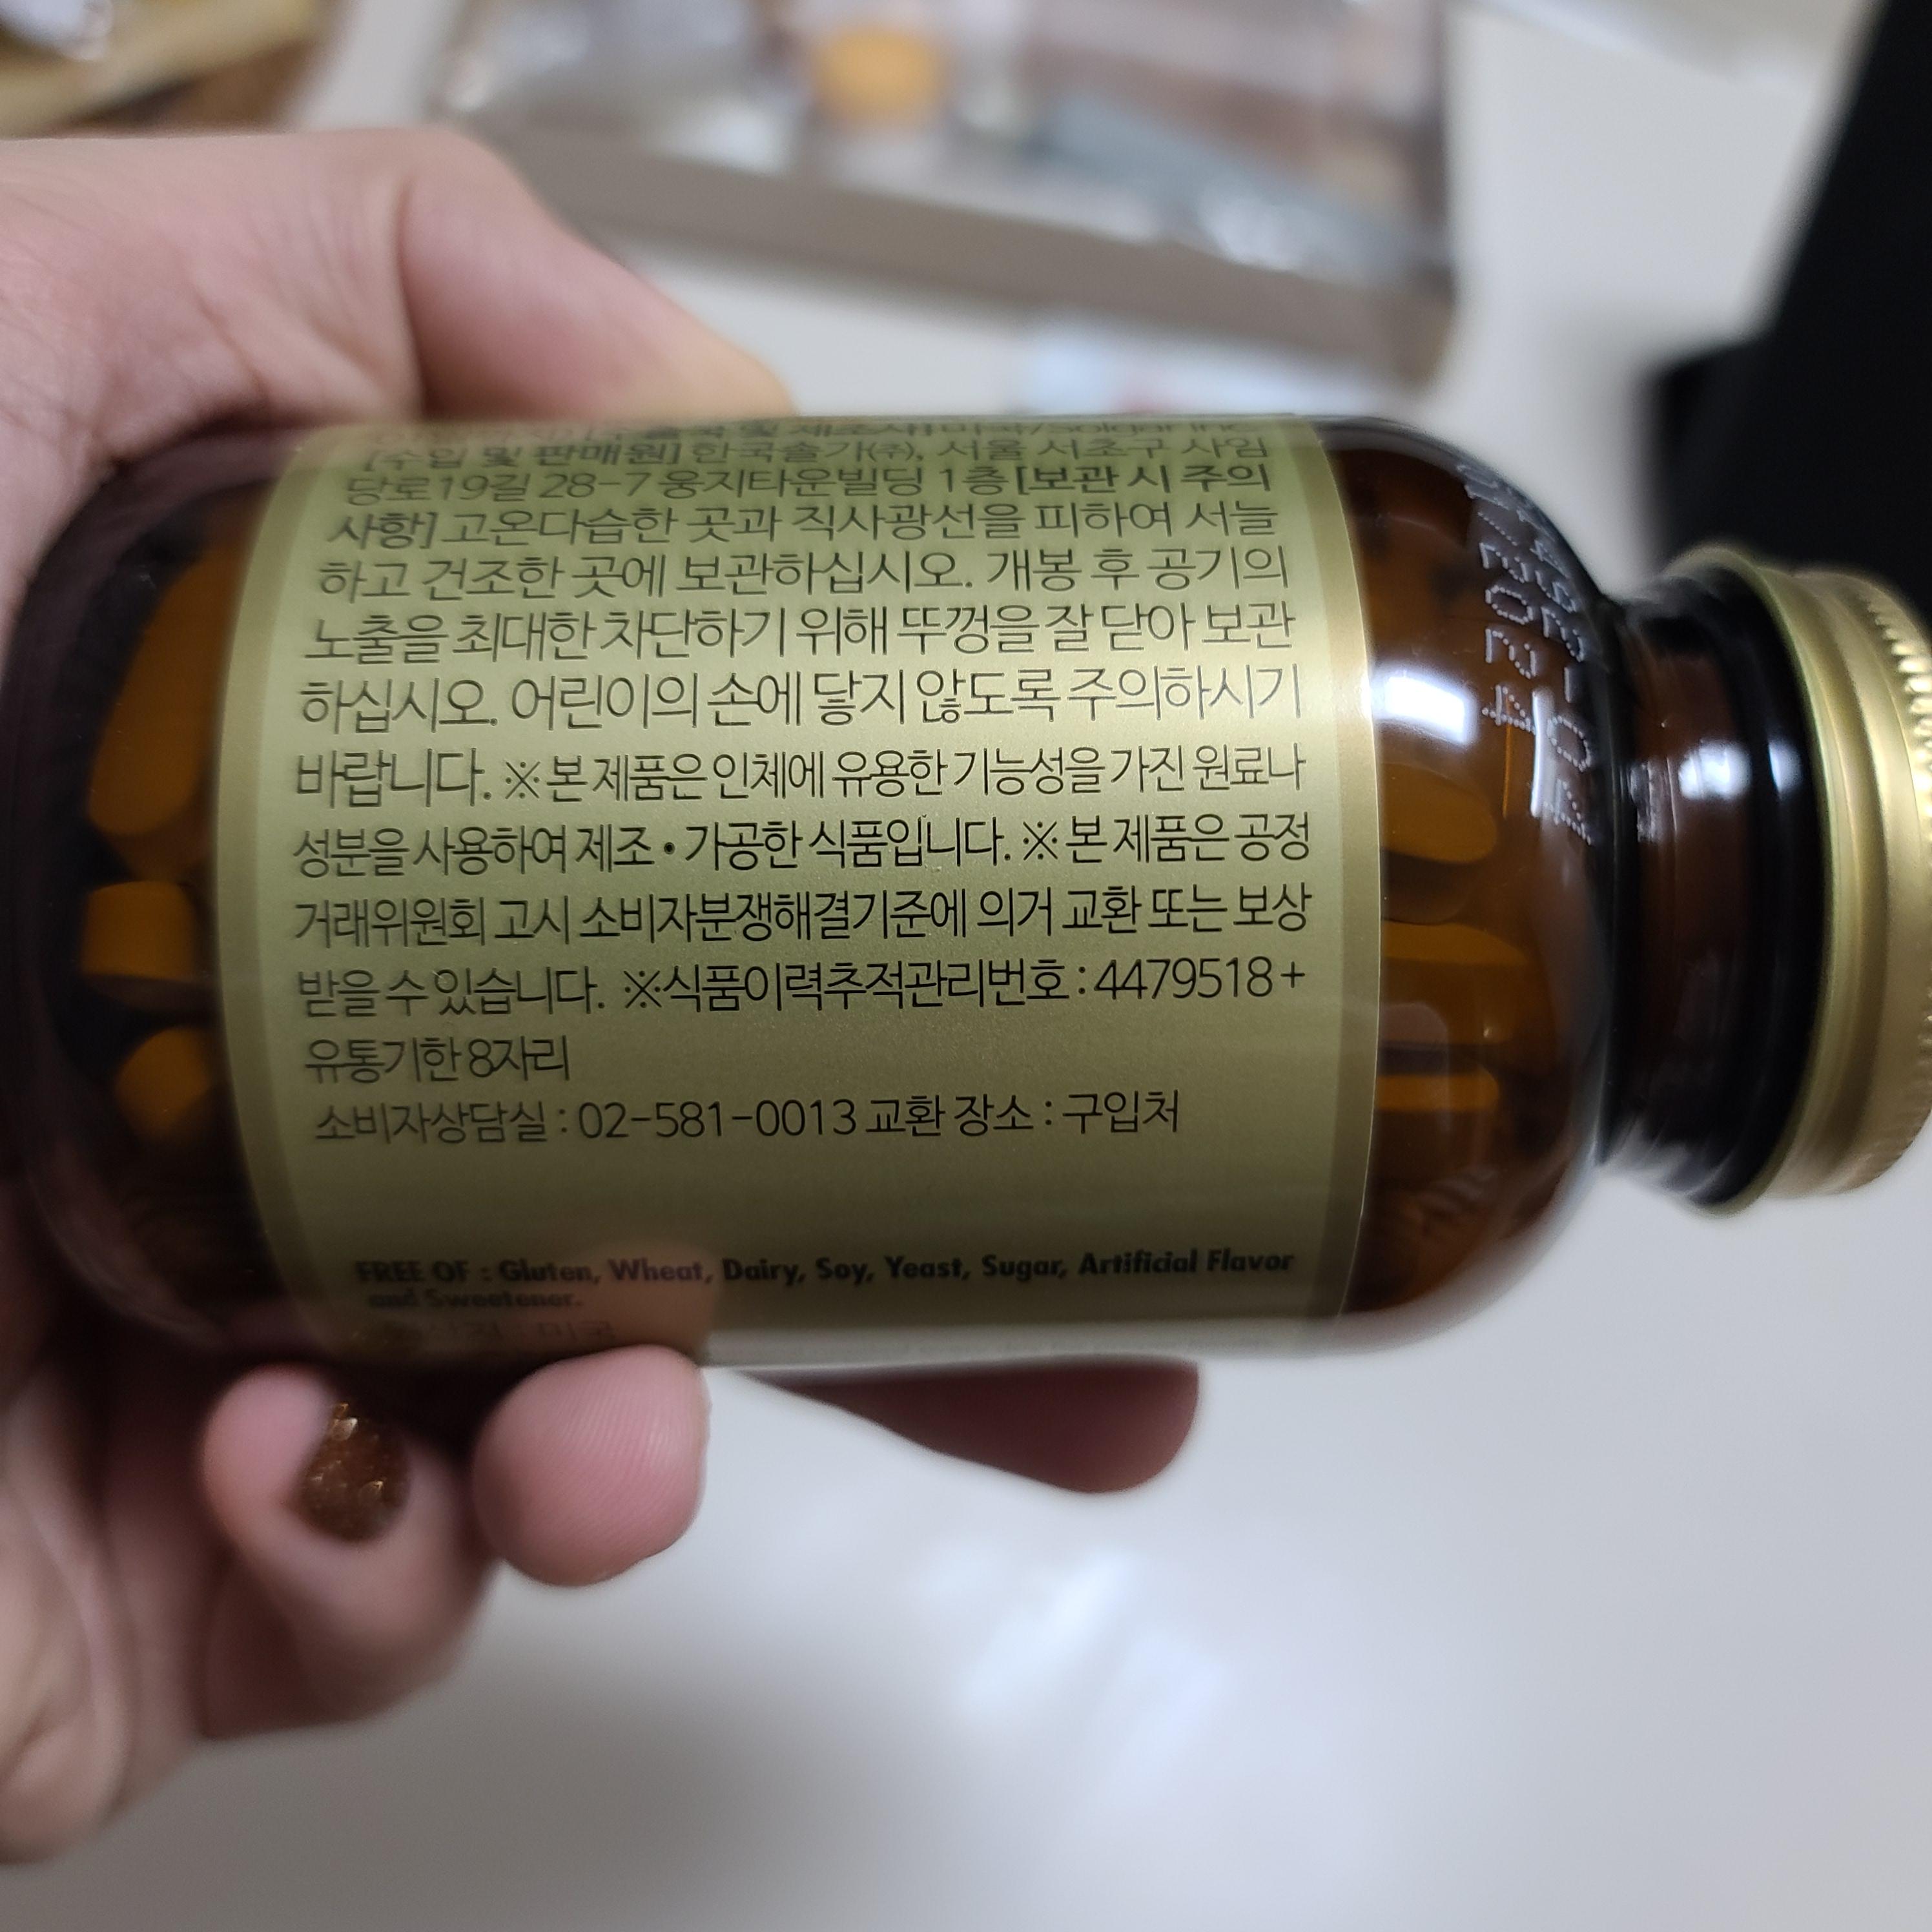 [수입 및 판매원] 한국솔가(주), 서울 서초구 사임
당로19길 28-7 웅지타운빌딩 1층 [보관 시 주의
사항] 고온다습한 곳과 직사광선을 피하여 서늘
하고 건조한 곳에 보관하십시오. 개봉 후 공기의
노출을 최대한 차단하기 위해 뚜껑을 잘 닫아 보관
하십시오. 어린이의 손에 닿지 않도록 주의하시기
바랍니다. ※ 본 제품은 인체에 유용한 기능성을 가진 원료나
성분을 사용하여 제조•가공한 식품입니다. ※ 본 제품은 공정
거래위원회 고시 소비자분쟁해결기준에 의거 교환 또는 보상
받을 수 있습니다. ※식품이력추적관리번호 : 4479518+
유통기한 8자리
소비자상담실 : 02-581-0013 교환 장소 : 구입처
FREE OF : Gluten, Wheat, Dairy, Soy, Yeast, Sugar, Artificial Flavor
and Sweetener.